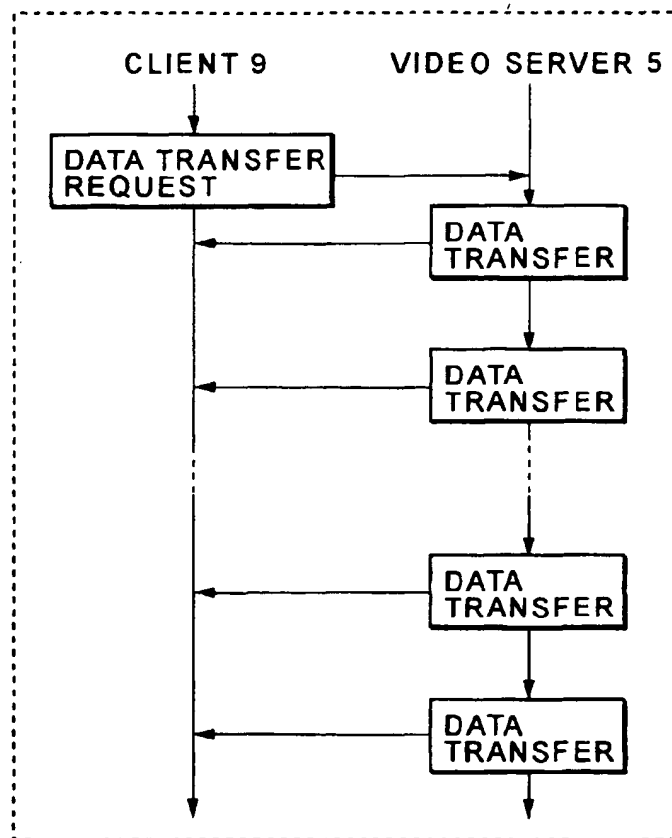 CLIENT 9
VIDEO SERVER 5
DATA TRANSFER
REQUEST
DATA
TRANSFER
DATA
TRANSFER
DATA
TRANSFER
DATA
TRANSFER